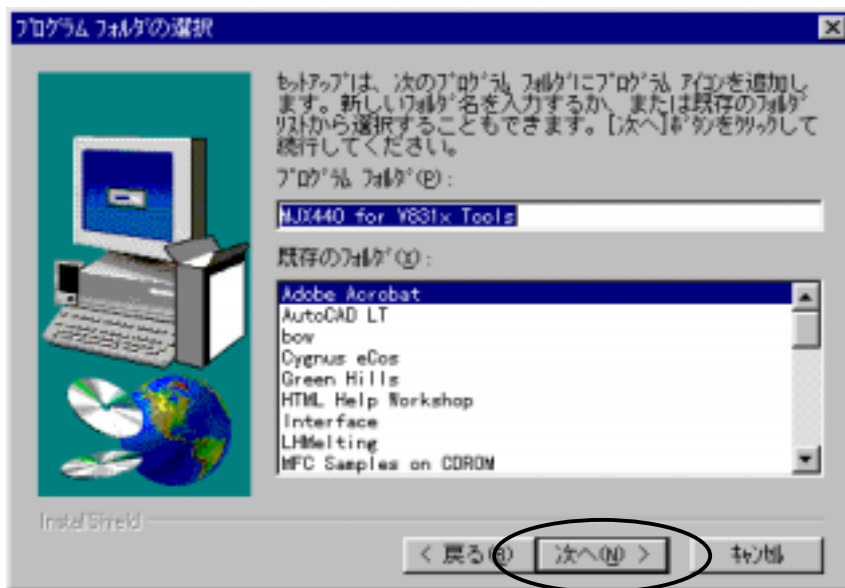 プログラム フォルダの選択
セットアップは、次のプログラム フォルダにプログラム アイコンを追加し
ます。新しいフォルダ名を入力するか、または既存のフォルダ
リストから選択することもできます。[次へ]ボタンをクリックして
続行してください。
プログラム フォルダ(P):
MJX440 for V831x Tools
既存のフォルダ(X):
Adobe Acrobat
AutoCAD LT
bow
Cygnus eCos
Green Hills
HTML Help Workshop
Interface
LHMelting
MFC Samples on CDROM
InstallShield
< 戻る(B) 次へ(N) > キャンセル